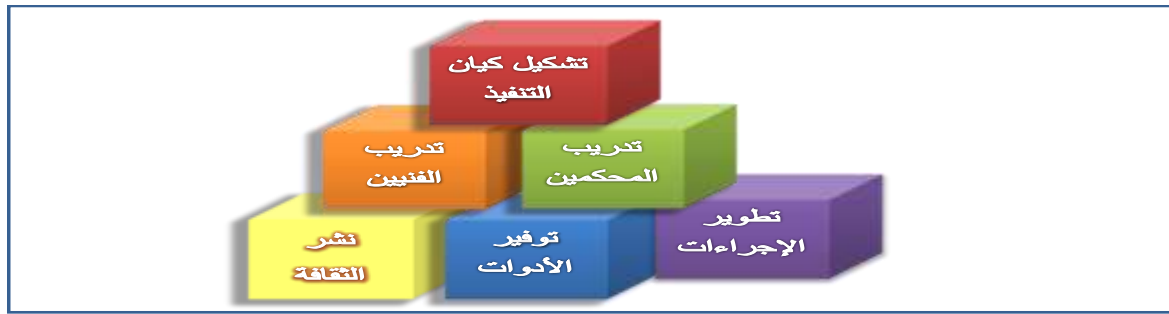 تشكيل كيان
التنفيذ
تدريب
المحكمين
تدريب
الفنيين
تطوير
الإجراءات
توفير
الأدوات
نشر
الثقافة